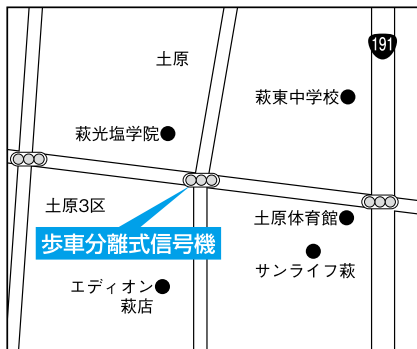 191
土原
萩東中学校
萩光塩学院
土原3区
土原体育館
歩車分離式信号機
サンライフ萩
エディオン
萩店